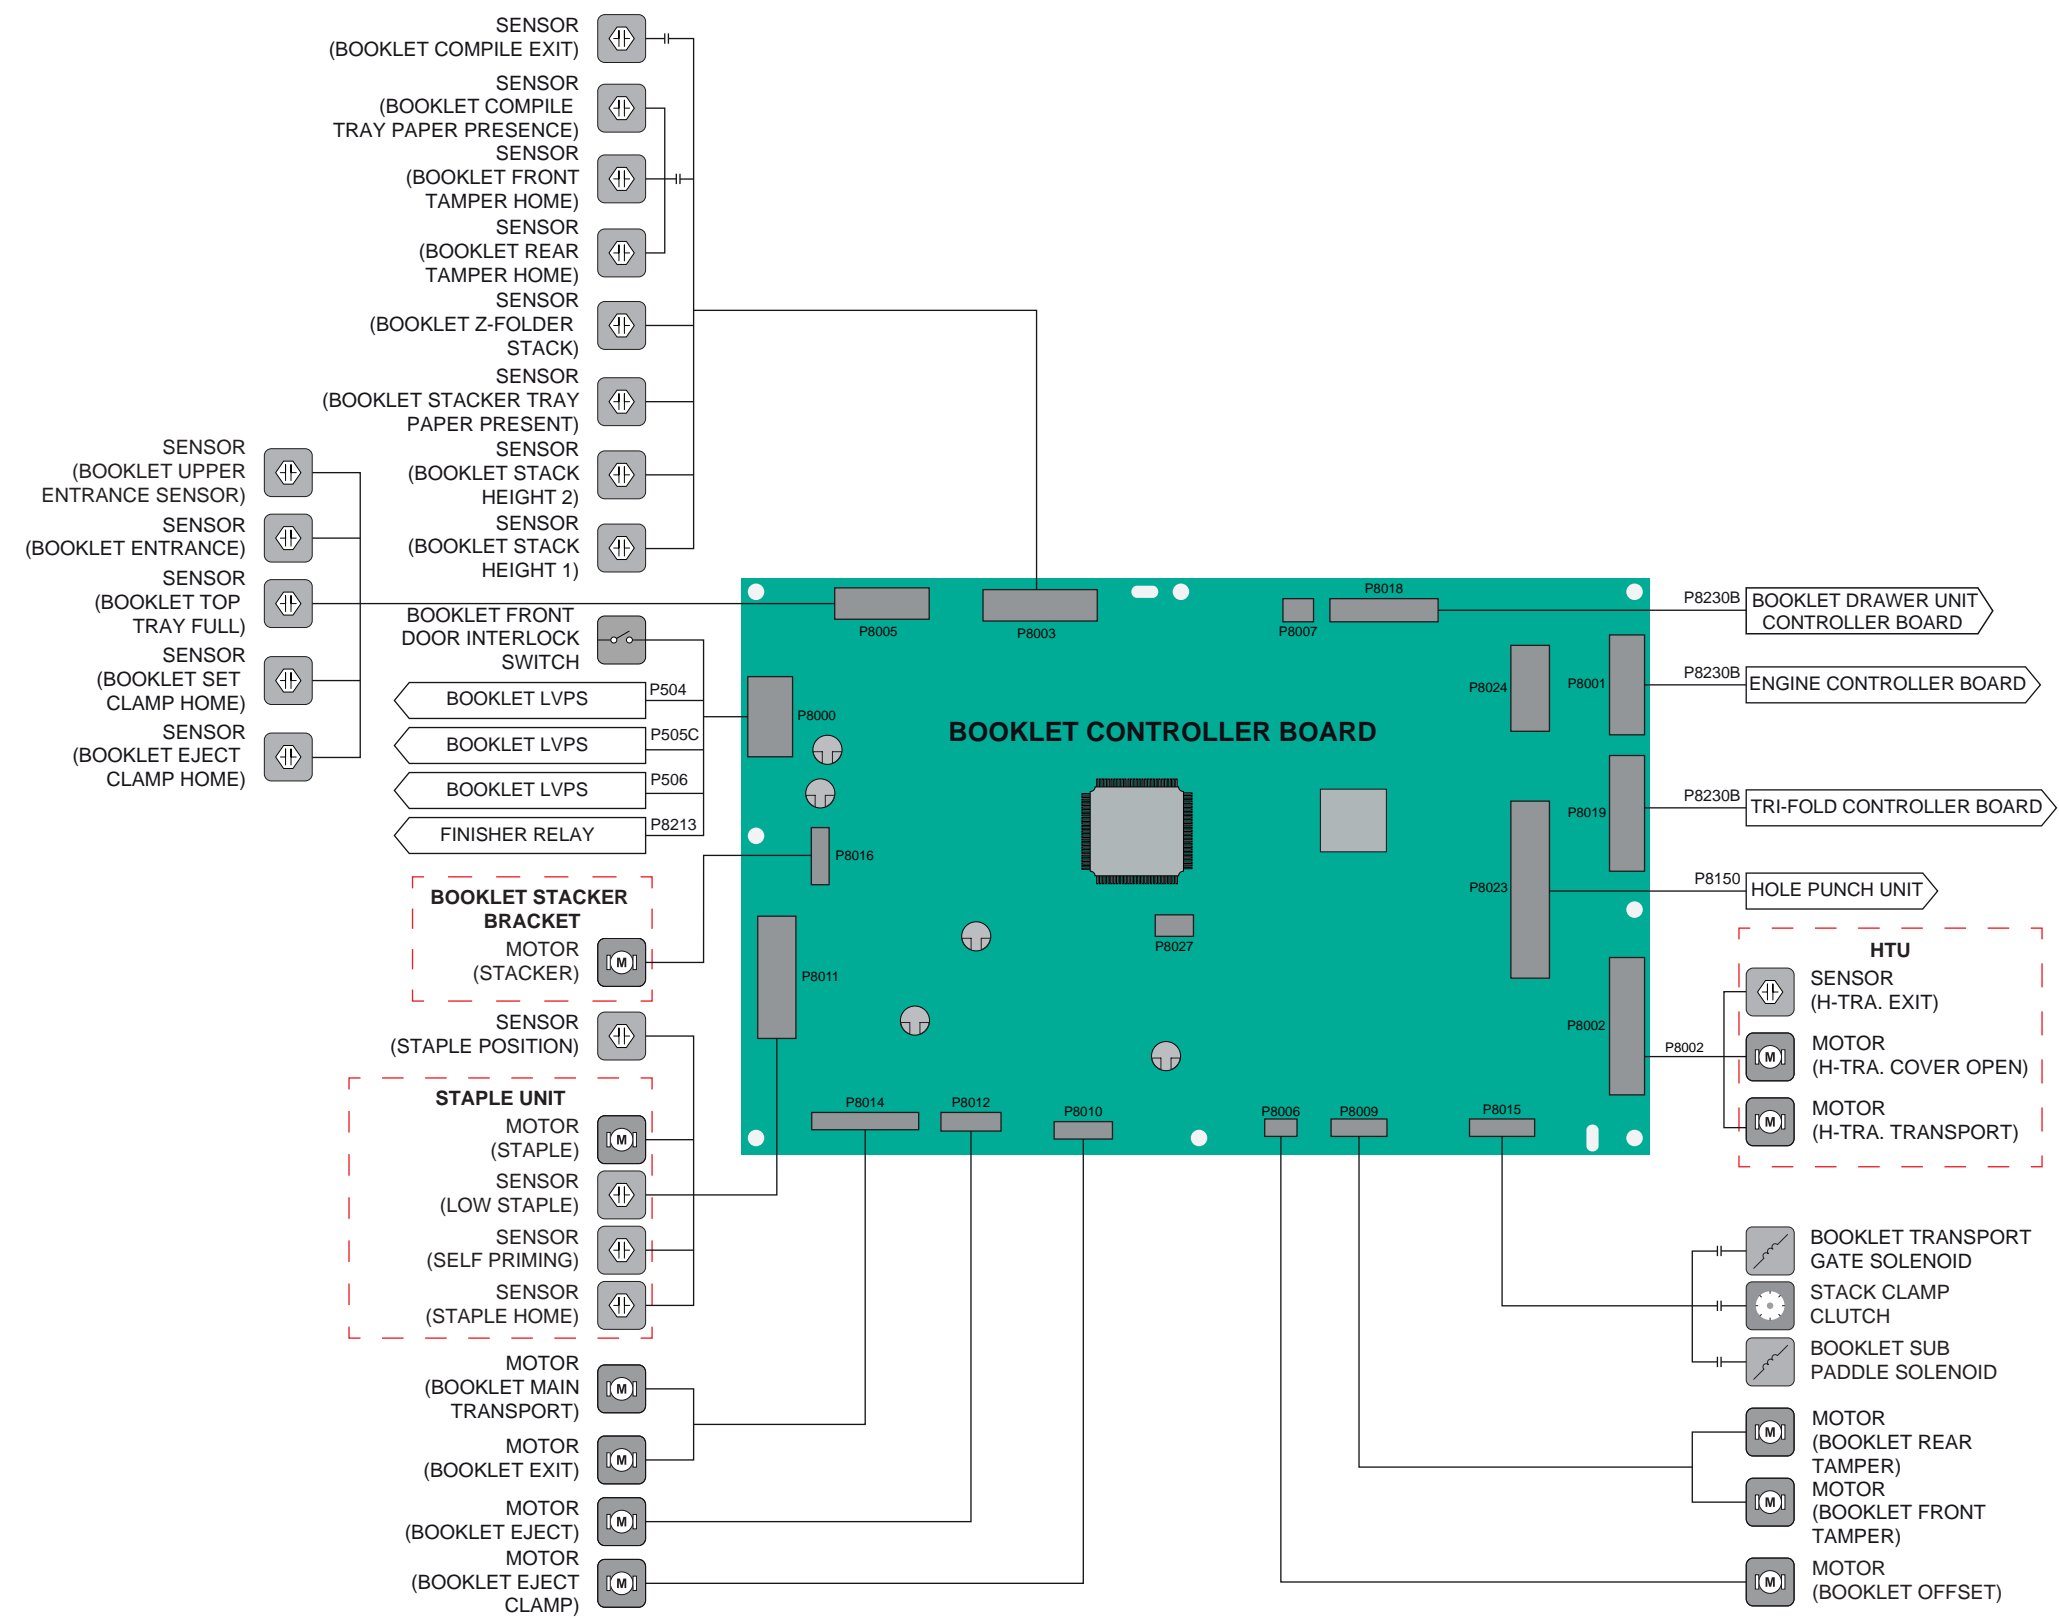 SENSOR
(BOOKLET COMPILE EXIT)
SENSOR
(BOOKLET COMPILE
TRAY PAPER PRESENCE)
SENSOR
(BOOKLET FRONT
TAMPER HOME)
SENSOR
(BOOKLET REAR
TAMPER HOME)
SENSOR
(BOOKLET Z-FOLDER
STACK)
SENSOR
(BOOKLET STACKER TRAY
PAPER PRESENT)
SENSOR
(BOOKLET STACK
HEIGHT 2)
SENSOR
(BOOKLET STACK
HEIGHT 1)
SENSOR
(BOOKLET UPPER
ENTRANCE SENSOR)
SENSOR
(BOOKLET ENTRANCE)
SENSOR
(BOOKLET TOP
TRAY FULL)
SENSOR
(BOOKLET SET
CLAMP HOME)
SENSOR
(BOOKLET EJECT
CLAMP HOME)
BOOKLET FRONT
DOOR INTERLOCK
SWITCH
BOOKLET LVPS
P504
BOOKLET LVPS
P505C
BOOKLET LVPS
P506
FINISHER RELAY
P8213
BOOKLET STACKER
BRACKET
MOTOR
(STACKER)
M
SENSOR
(STAPLE POSITION)
STAPLE UNIT
MOTOR
(STAPLE)
M
SENSOR
(LOW STAPLE)
SENSOR
(SELF PRIMING)
SENSOR
(STAPLE HOME)
MOTOR
(BOOKLET MAIN
TRANSPORT)
M
MOTOR
(BOOKLET EXIT)
M
MOTOR
(BOOKLET EJECT)
M
MOTOR
(BOOKLET EJECT
CLAMP)
M
BOOKLET CONTROLLER BOARD
P8005
P8003
P8007
P8018
P8000
P8024
P8001
P8019
P8016
P8023
P8027
P8011
P8002
P8014
P8012
P8010
P8006
P8009
P8015
P8230B
BOOKLET DRAWER UNIT
CONTROLLER BOARD
P8230B
ENGINE CONTROLLER BOARD
P8230B
TRI-FOLD CONTROLLER BOARD
P8150
HOLE PUNCH UNIT
HTU
SENSOR
(H-TRA. EXIT)
P8002
MOTOR
(H-TRA. COVER OPEN)
M
MOTOR
(H-TRA. TRANSPORT)
M
BOOKLET TRANSPORT
GATE SOLENOID
STACK CLAMP
CLUTCH
BOOKLET SUB
PADDLE SOLENOID
MOTOR
(BOOKLET REAR
TAMPER)
M
MOTOR
(BOOKLET FRONT
TAMPER)
M
MOTOR
(BOOKLET OFFSET)
M